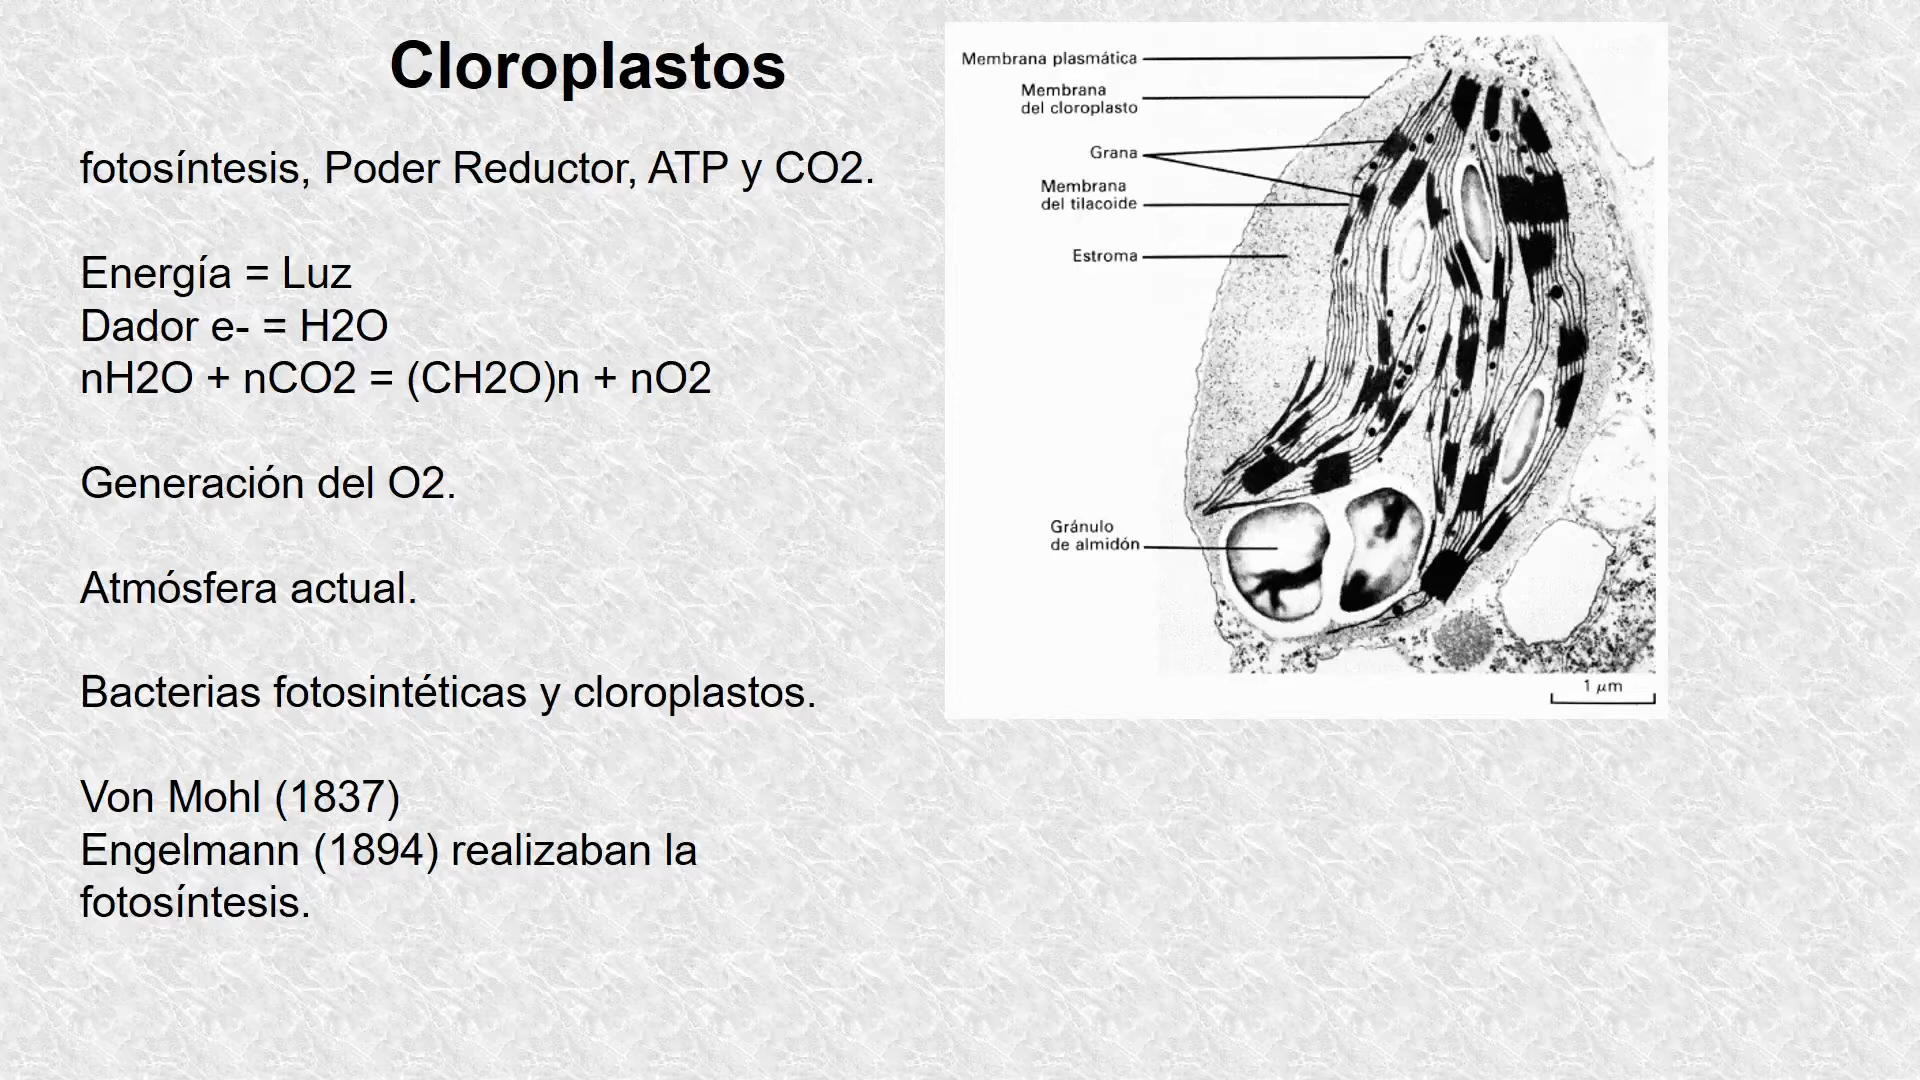 Cloroplastos
fotosíntesis, Poder Reductor, ATP y CO2.
Energía = Luz
Dador e- = H2O
nH2O + nCO2 = (CH2O)n + nO2
Generación del O2.
Atmósfera actual.
Bacterias fotosintéticas y cloroplastos.
Von Mohl (1837)
Engelmann (1894) realizaban la
fotosíntesis.
Membrana plasmática
Membrana
del cloroplasto
Grana
Membrana
del tilacoide
Estroma
Gránulo
de almidón
1 μm